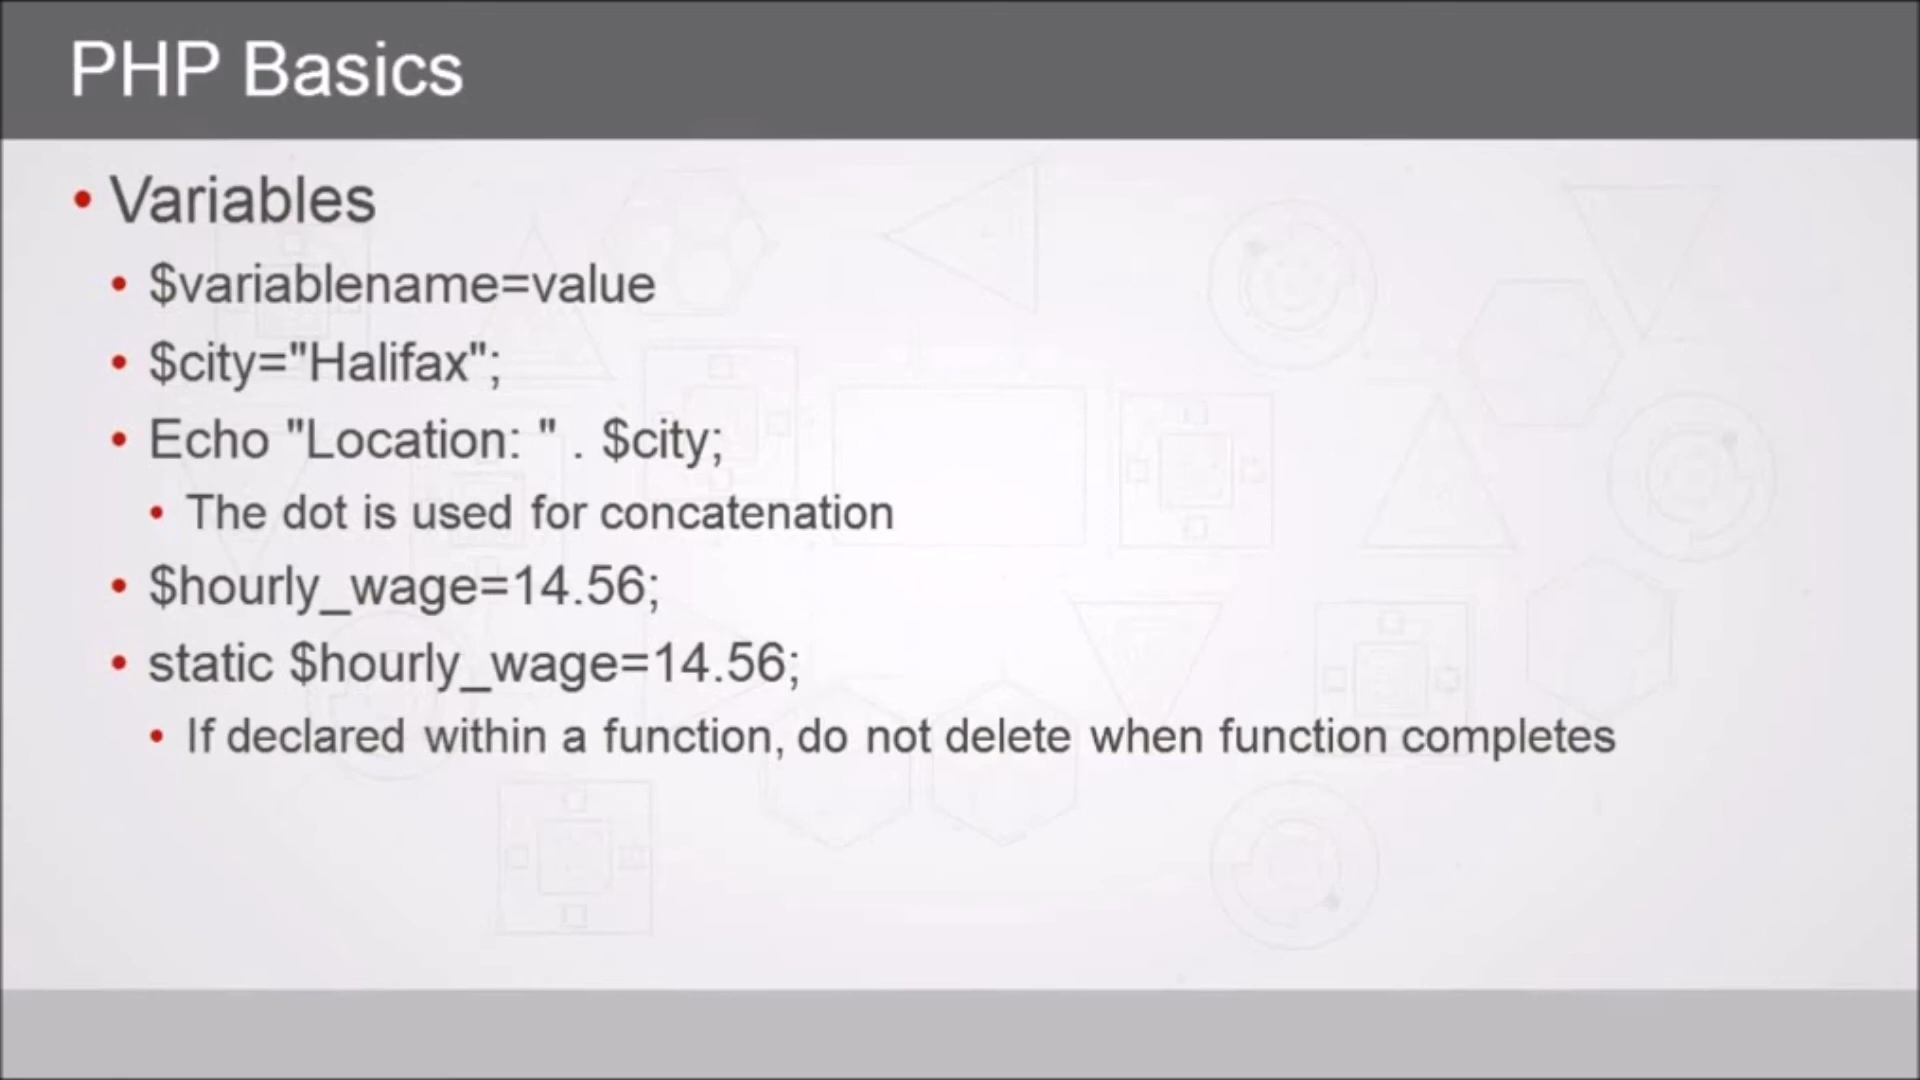 PHP Basics
• Variables
• $variablename=value
• $city="Halifax";
• Echo "Location: " . $city;
• The dot is used for concatenation
• $hourly_wage=14.56;
• static $hourly_wage=14.56;
• If declared within a function, do not delete when function completes